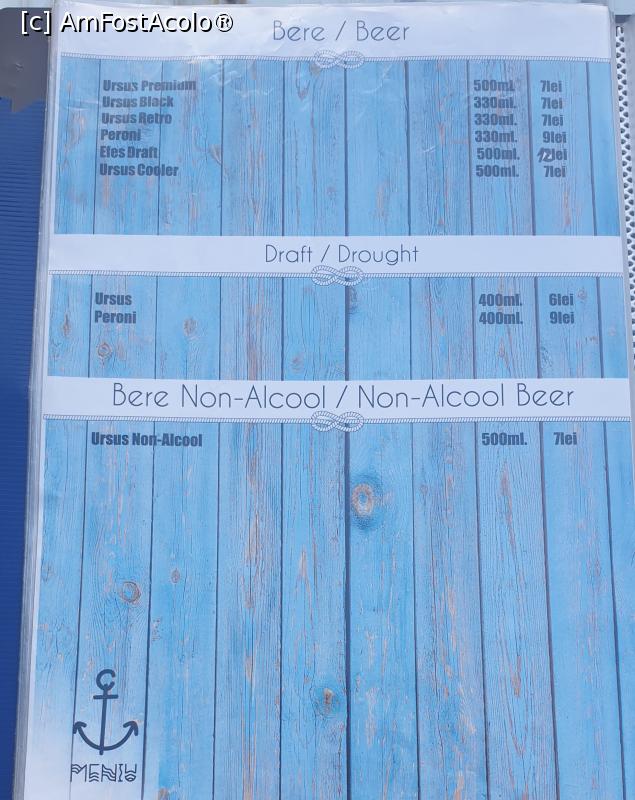 [c] AmFostAcolo®
Bere / Beer
Ursus Premium 500ml. 7lei
Ursus Black 330ml. 7lei
Ursus Retro 330ml. 7lei
Peroni 330ml. 9lei
Efes Draft 500ml. 12lei
Ursus Cooler 500ml. 7lei
Draft / Drought
Ursus 400ml. 6lei
Peroni 400ml. 9lei
Bere Non-Alcool / Non-Alcool Beer
Ursus Non-Alcool 500ml. 7lei
MENIU